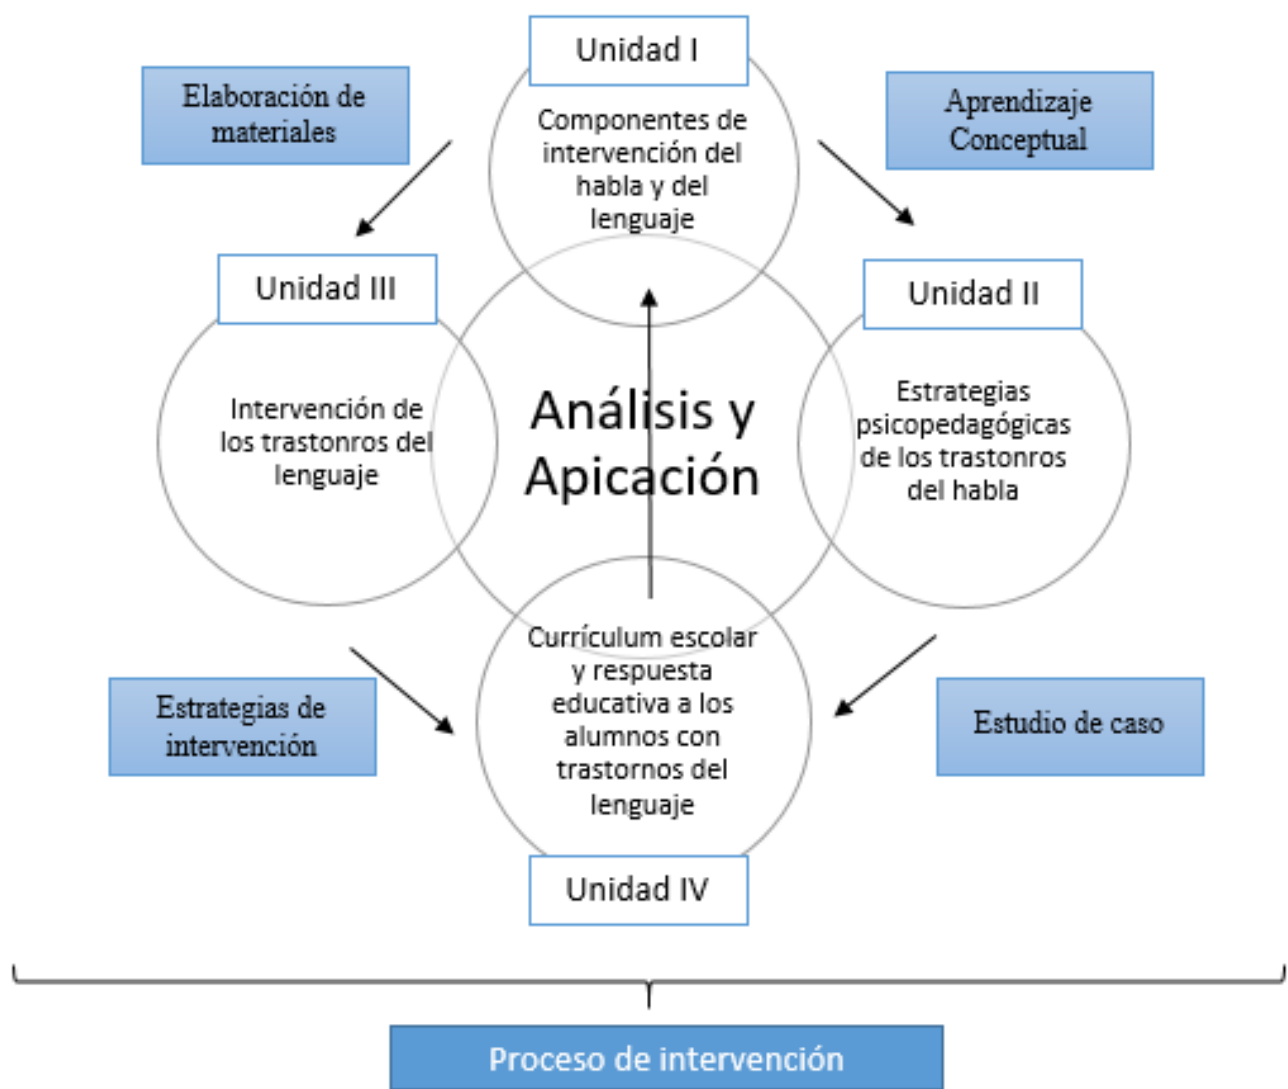 Unidad I
Elaboración de
materiales
Aprendizaje
Conceptual
Componentes de
intervención del
habla y del
lenguaje
Unidad III
Unidad II
Intervención de
los trastonros del
lenguaje
Análisis y
Apicación
Estrategias
psicopedagógicas
de los trastonros
del habla
Currículum escolar
y respuesta
educativa a los
alumnos con
trastornos del
lenguaje
Estrategias de
intervención
Estudio de caso
Unidad IV
Proceso de intervención